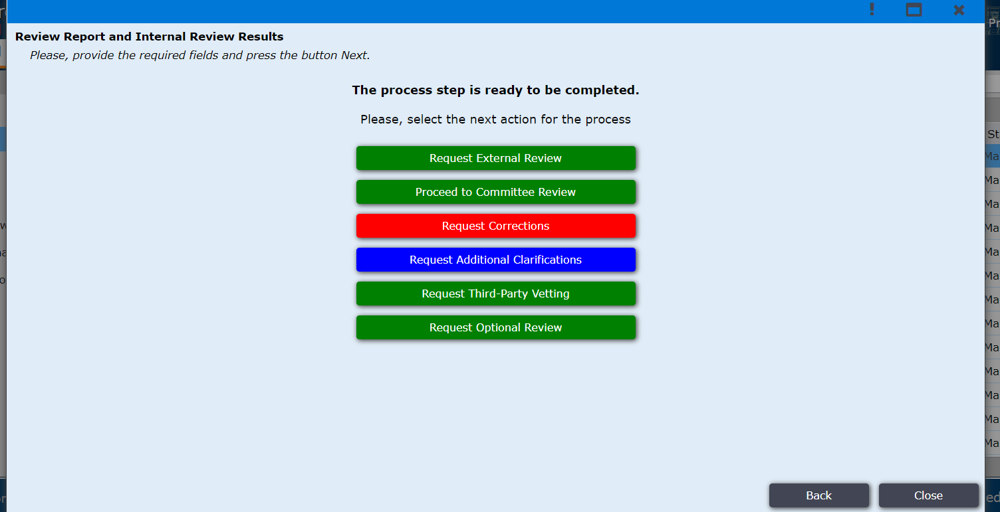 Review Report and Internal Review Results
Please, provide the required fields and press the button Next.
The process step is ready to be completed.
Please, select the next action for the process
Request External Review
Proceed to Committee Review
Request Corrections
Request Additional Clarifications
Request Third-Party Vetting
Request Optional Review
Back
Close